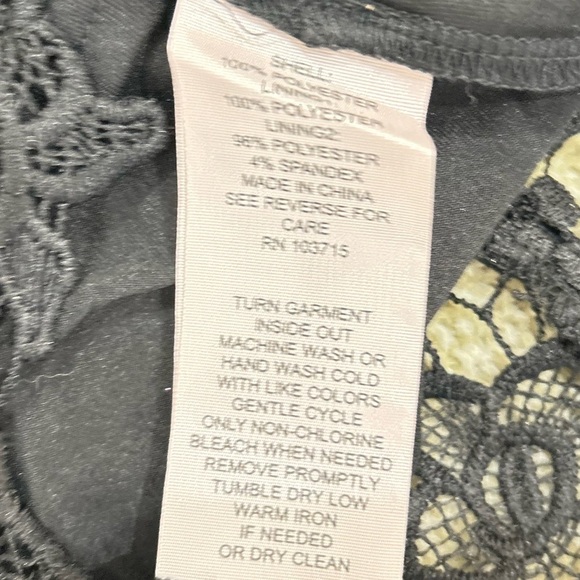 SHELL:
100% POLYESTER
LINING1:
100% POLYESTER
LINING2:
96% POLYESTER
4% SPANDEX
MADE IN CHINA
SEE REVERSE FOR
CARE
RN 103715
TURN GARMENT
INSIDE OUT
MACHINE WASH OR
HAND WASH COLD
WITH LIKE COLORS
GENTLE CYCLE
ONLY NON-CHLORINE
BLEACH WHEN NEEDED
REMOVE PROMPTLY
TUMBLE DRY LOW
WARM IRON
IF NEEDED
OR DRY CLEAN